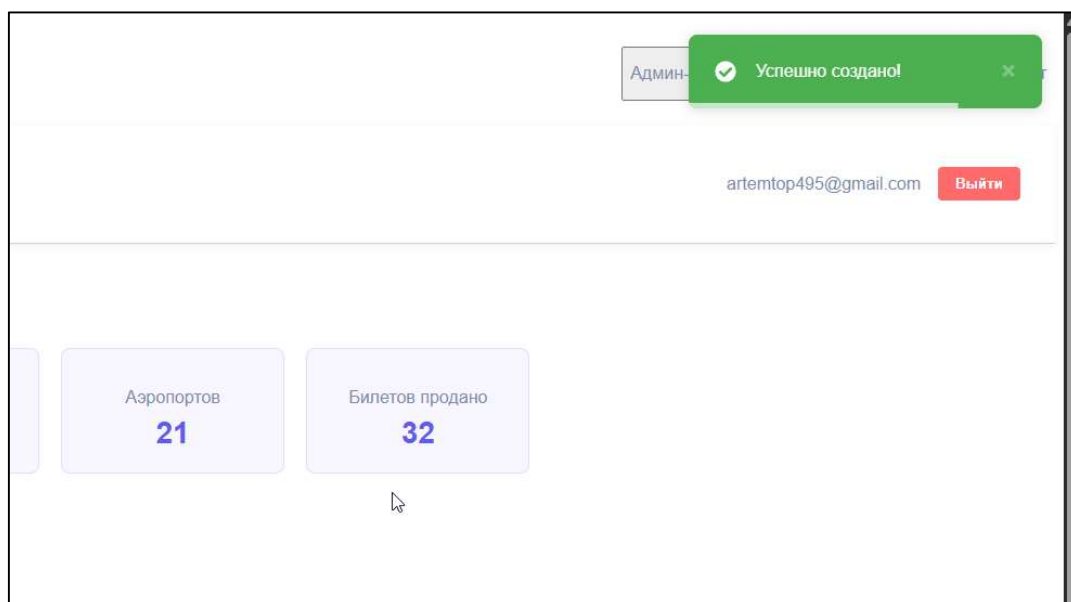 Админ-
Успешно создано!
artemtop495@gmail.com Выйти
Аэропортов
21
Билетов продано
32